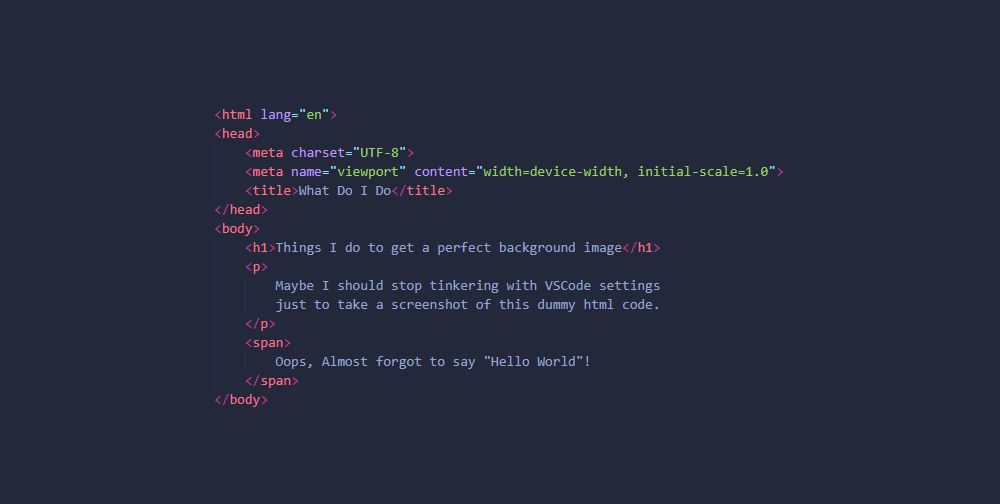 <html lang="en">
<head>
    <meta charset="UTF-8">
    <meta name="viewport" content="width=device-width, initial-scale=1.0">
    <title>What Do I Do</title>
</head>
<body>
    <h1>Things I do to get a perfect background image</h1>
    <p>
        Maybe I should stop tinkering with VSCode settings
        just to take a screenshot of this dummy html code.
    </p>
    <span>
        Oops, Almost forgot to say "Hello World"!
    </span>
</body>